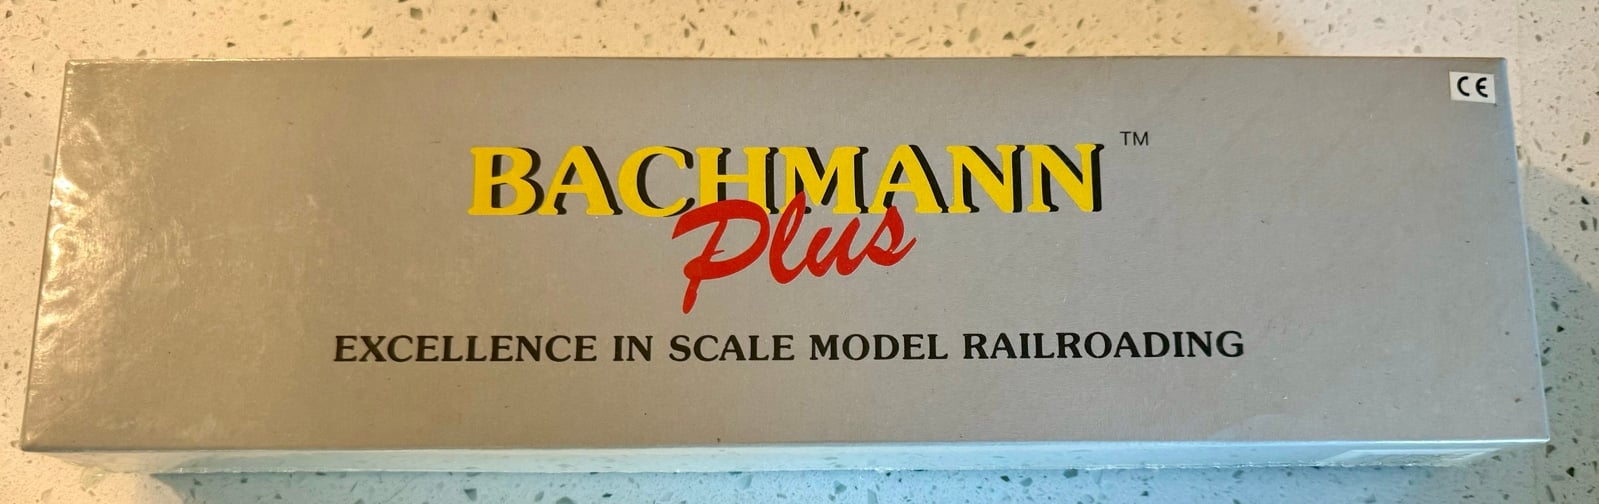 CE
BACHMANN™
Plus
EXCELLENCE IN SCALE MODEL RAILROADING